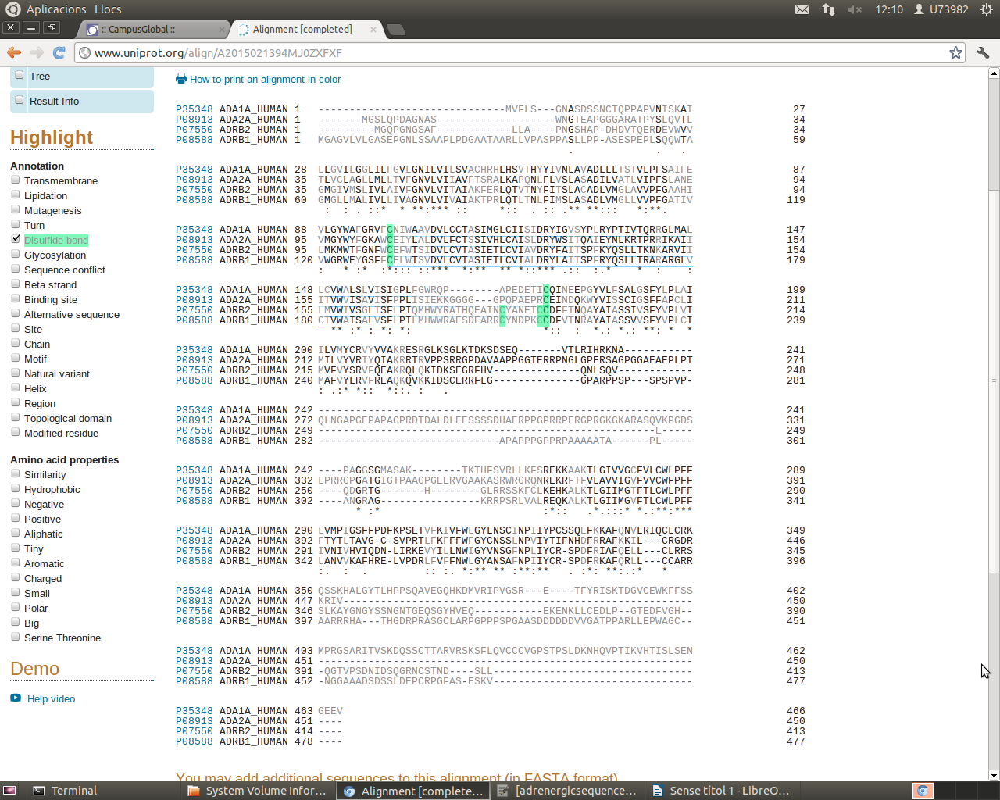 Aplicacions Llocs 12:10 U73982
:: CampusGlobal :: Alignment [completed]
www.uniprot.org/align/A2015021394MJ0ZXFXF
Tree
Result Info
Highlight
Annotation
Transmembrane
Lipidation
Mutagenesis
Turn
Disulfide bond
Glycosylation
Sequence conflict
Beta strand
Binding site
Alternative sequence
Site
Chain
Motif
Natural variant
Helix
Region
Topological domain
Modified residue
Amino acid properties
Similarity
Hydrophobic
Negative
Positive
Aliphatic
Tiny
Aromatic
Charged
Small
Polar
Big
Serine Threonine
Demo
Help video
How to print an alignment in color
P35348 ADA1A_HUMAN 1 ------------------------------MVFLS---GNASDSSNCTQPPAPVNISKAI 27
P08913 ADA2A_HUMAN 1 -------MGSLQPDAGNAS-------------------WNGTEAPGGGARATPYSLQVTL 34
P07550 ADRB2_HUMAN 1 ---------MGQPGNGSAF----------LLA----PNGSHAP-DHDVTQERDEVWVV 34
P08588 ADRB1_HUMAN 1 MGAGVLVLGASEPGNLSSAAPLPDGAATAARLLVPASPPASLLPP-ASESPEPLSQQWTA 59
. . .
P35348 ADA1A_HUMAN 28 LLGVILGGLILFGVLGNILVILSVACHRHLHSVTHYYIVNLAVADLLLTSTVLPFSAIFE 87
P08913 ADA2A_HUMAN 35 TLVCLAGLLMLLTVFGNVLVIIAVFTSRALKAPQNLFLVSLASADILVATLVIPFSLANE 94
P07550 ADRB2_HUMAN 35 GMGIVMSLIVLAIVFGNVLVITAIAKFERLQTVTNYFITSLACADLVMGLAVVPFGAAHI 94
P08588 ADRB1_HUMAN 60 GMGLLMALIVLLIVAGNVLVIVAIAKTPRLQTLTNLFIMSLASADLVMGLLVVPFGATIV 119
: : . ::* * **:*** :: *:: . :: .** **::: *:**.
P35348 ADA1A_HUMAN 88 VLGYWAFGRVFCNIWAAVDVLCCTASIMGLCIISIDRYIGVSYPLRYPTIVTQRRGLMAL 147
P08913 ADA2A_HUMAN 95 VMGYWYFGKAWCEIYLALDVLFCTSSIVHLCAISLDRYWSITQAIEYNLKRTPRRIKAII 154
P07550 ADRB2_HUMAN 95 LMKMWTFGNFWCEFWTSIDVLCVTASIETLCVIAVDRYFAITSPFKYQSLLTKNKARVII 154
P08588 ADRB1_HUMAN 120 VWGRWEYGSFFCELWTSVDVLCVTASIETLCVIALDRYLAITSPFRYQSLLTRARARGLV 179
: * :* :*::: ::*** *:** ** *::*** .:: :.* * : :
P35348 ADA1A_HUMAN 148 LCVWALSLVISIGPLFGWRQP--------APEDETICQINEEPGYVLFSALGSFYLPLAI 199
P08913 ADA2A_HUMAN 155 ITVWVISAVISFPPLISIEKKGGGG---GPQPAEPRCEINDQKWYVISSCIGSFFAPCLI 211
P07550 ADRB2_HUMAN 155 LMVWIVSGLTSFLPIQMHWYRATHQEAINCYANETCCDFFTNQAYAIASSIVSFYVPLVI 214
P08588 ADRB1_HUMAN 180 CTVWAISALVSFLPILMHWWRAESDEARRCYNDPKCCDFVTNRAYAIASSVVSFYVPLCI 239
** :* : *: *: *:: : *.: *.: **: * *
P35348 ADA1A_HUMAN 200 ILVMYCRVYVVAKRESRGLKSGLKTDKSDSEQ-------VTLRIHRKNA----------- 241
P08913 ADA2A_HUMAN 212 MILVYVRIYQIAKRRTRVPPSRRGPDAVAAPPGGTERRPNGLGPERSAGPGGAEAEPLPT 271
P07550 ADRB2_HUMAN 215 MVFVYSRVFQEAKRQLQKIDKSEGRFHV--------------QNLSQV------------ 248
P08588 ADRB1_HUMAN 240 MAFVYLRVFREAQKQVKKIDSCERRFLG--------------GPARPPSP---SPSPVP- 281
: .:* *:: *::. : .
P35348 ADA1A_HUMAN 242 ------------------------------------------------------------ 241
P08913 ADA2A_HUMAN 272 QLNGAPGEPAPAGPRDTDALDLEESSSSDHAERPPGPRRPERGPRGKGKARASQVKPGDS 331
P07550 ADRB2_HUMAN 249 ------------------------------------------------------E----- 249
P08588 ADRB1_HUMAN 282 -----------------------------APAPPPGPPRPAAAAATA------PL----- 301
P35348 ADA1A_HUMAN 242 ----PAGGSGMASAK--------TKTHFSVRLLKFSREKKAAKTLGIVVGCFVLCWLPFF 289
P08913 ADA2A_HUMAN 332 LPRRGPGATGIGTPAAGPGEERVGAAKASRWRGRQNREKRFTFVLAVVIGVFVVCWFPFF 391
P07550 ADRB2_HUMAN 250 ----QDGRTG-------H--------GLRRSSKFCLKEHKALKTLGIIMGTFTLCWLPFF 290
P08588 ADRB1_HUMAN 302 ----ANGRAG----------------KRRPSRLVALREQKALKTLGIIMGVFTLCWLPFF 341
* :* :*:: .*.:::* *.:**:***
P35348 ADA1A_HUMAN 290 LVMPIGSFFPDFKPSETVFKIVFWLGYLNSCINPIIYPCSSQEFKKAFQNVLRIQCLCRK 349
P08913 ADA2A_HUMAN 392 FTYTLTAVG-C-SVPRTLFKFFFWFGYCNSSLNPVIYTIFNHDFRRAFKKIL---CRGDR 446
P07550 ADRB2_HUMAN 291 IVNIVHVIQDN-LIRKEVYILLNWIGYVNSGFNPLIYCR-SPDFRIAFQELL---CLRRS 345
P08588 ADRB1_HUMAN 342 LANVVKAFHRE-LVPDRLFVFFNWLGYANSAFNPIIYCR-SPDFRKAFQRLL---CCARR 396
:. : . :: :. *:** ** :**:** . :*: **:.:* *
P35348 ADA1A_HUMAN 350 QSSKHALGYTLHPPSQAVEGQHKDMVRIPVGSR---E----TFYRISKTDGVCEWKFFSS 402
P08913 ADA2A_HUMAN 447 KRIV-------------------------------------------------------- 450
P07550 ADRB2_HUMAN 346 SLKAYGNGYSSNGNTGEQSGYHVEQ-----------EKENKLLCEDLP--GTEDFVGH-- 390
P08588 ADRB1_HUMAN 397 AARRRHA---THGDRPRASGCLARPGPPPSPGAASDDDDDDVVGATPPARLLEPWAGC-- 451
P35348 ADA1A_HUMAN 403 MPRGSARITVSKDQSSCTTARVRSKSFLQVCCCVGPSTPSLDKNHQVPTIKVHTISLSEN 462
P08913 ADA2A_HUMAN 451 ------------------------------------------------------------ 450
P07550 ADRB2_HUMAN 391 -QGTVPSDNIDSQGRNCSTND----SLL-------------------------------- 413
P08588 ADRB1_HUMAN 452 -NGGAAADSDSSLDEPCRPGFAS-ESKV-------------------------------- 477
P35348 ADA1A_HUMAN 463 GEEV 466
P08913 ADA2A_HUMAN 451 ---- 450
P07550 ADRB2_HUMAN 414 ---- 413
P08588 ADRB1_HUMAN 478 ---- 477
You may add additional sequences to this alignment (in FASTA format)
Terminal System Volume Infor... Alignment [complete... [adrenergicsequence... Sense títol 1 - LibreO...